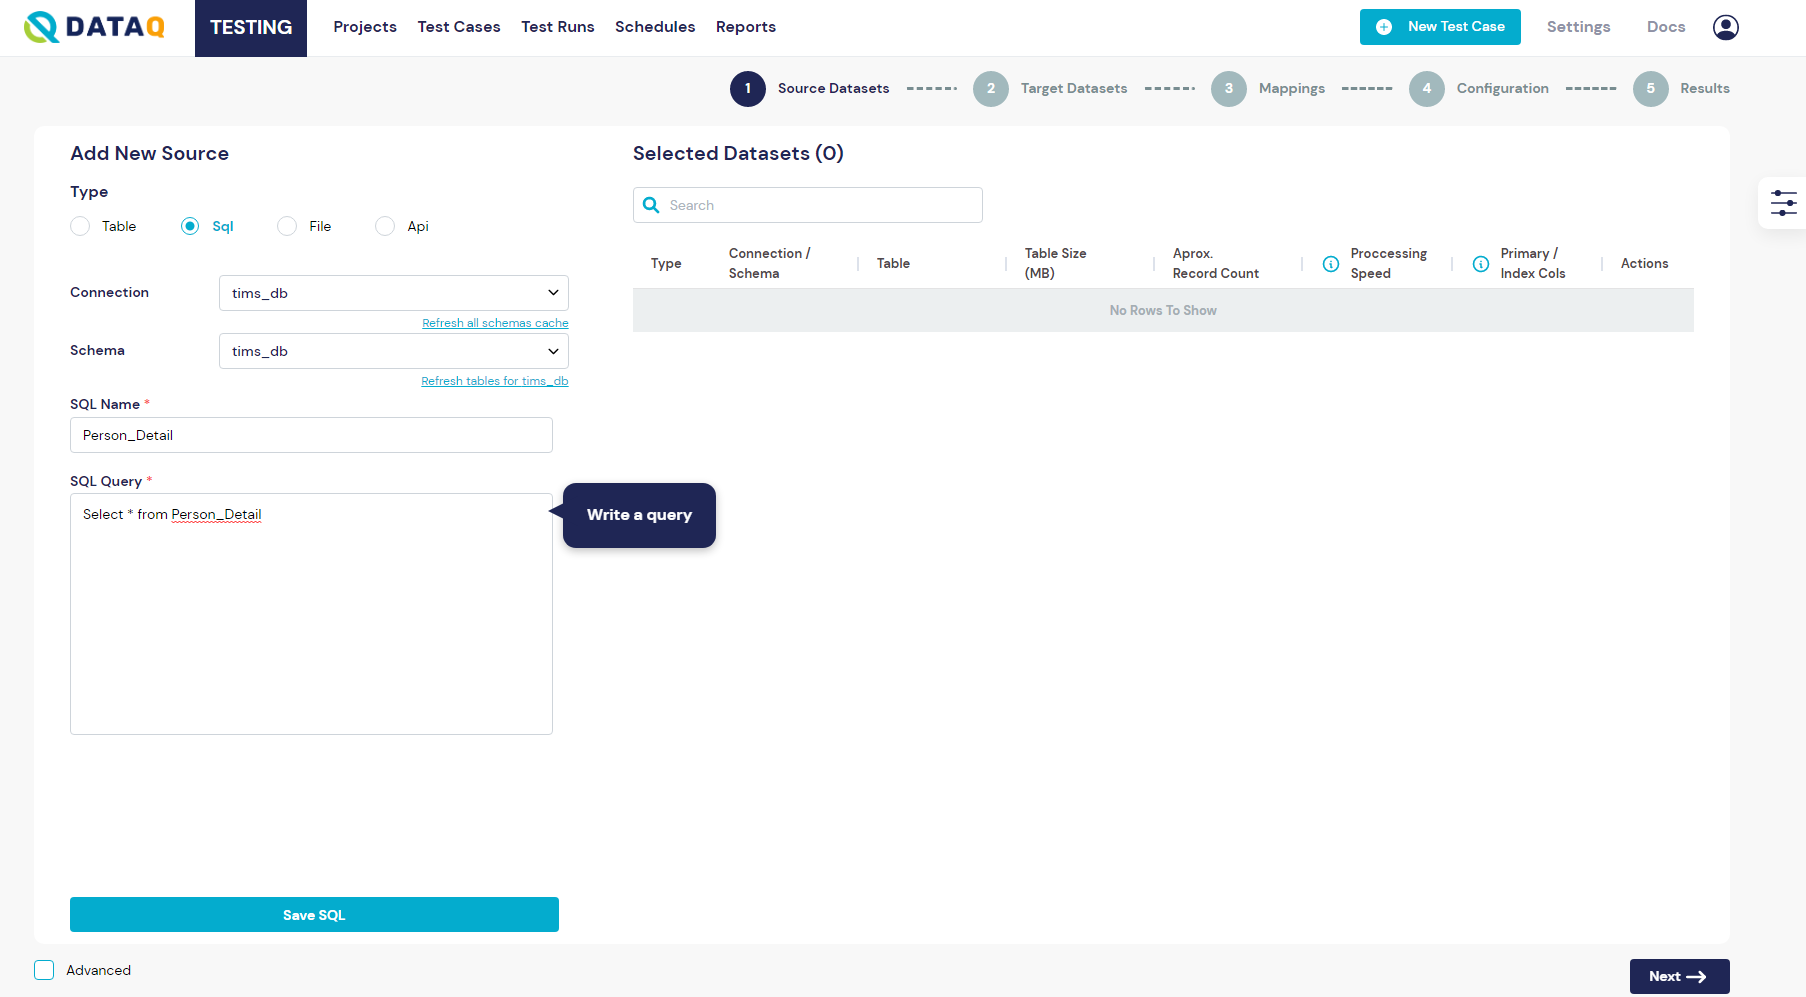 DATAQ
TESTING
Projects
Test Cases
Test Runs
Schedules
Reports
New Test Case
Settings
Docs
1 Source Datasets
2 Target Datasets
3 Mappings
4 Configuration
5 Results
Add New Source
Type
Table
Sql
File
Api
Connection
tims_db
Refresh all schemas cache
Schema
tims_db
Refresh tables for tims_db
SQL Name *
Person_Detail
SQL Query *
Select * from Person_Detail
Write a query
Save SQL
Selected Datasets (0)
Search
Type
Connection /
Schema
Table
Table Size
(MB)
Aprox.
Record Count
Proccessing
Speed
Primary /
Index Cols
Actions
No Rows To Show
Advanced
Next